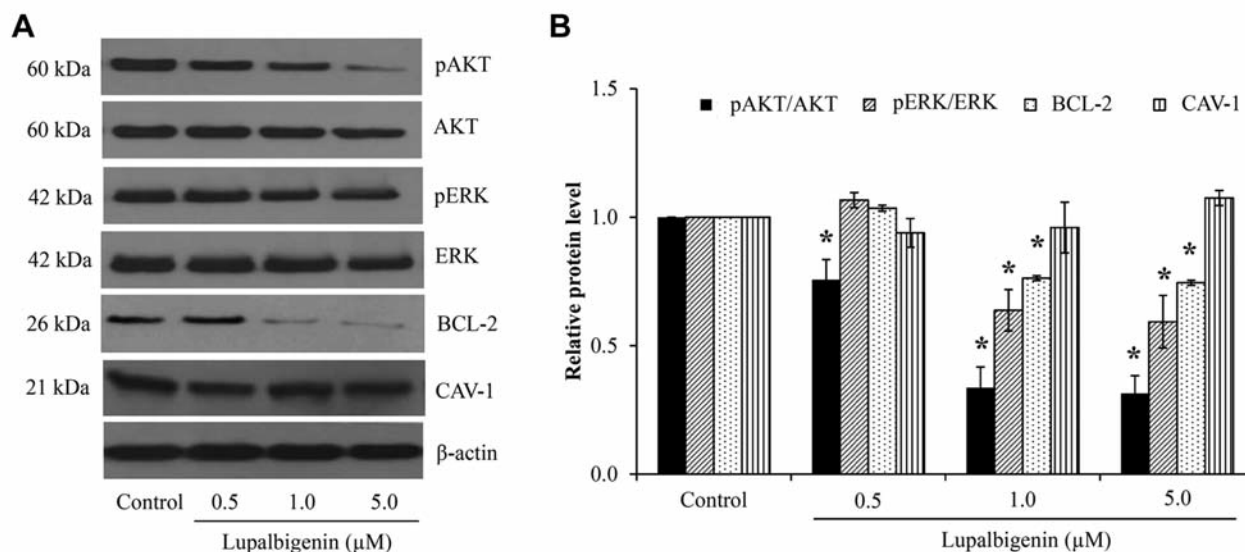 A
60 kDa pAKT
60 kDa AKT
42 kDa pERK
42 kDa ERK
26 kDa BCL-2
21 kDa CAV-1
β-actin
Control 0.5 1.0 5.0
Lupalbigenin (µM)
B
1.5
pAKT/AKT pERK/ERK BCL-2 CAV-1
1.0
0.5
0.0
Relative protein level
* * * * * * *
Control 0.5 1.0 5.0
Lupalbigenin (µM)